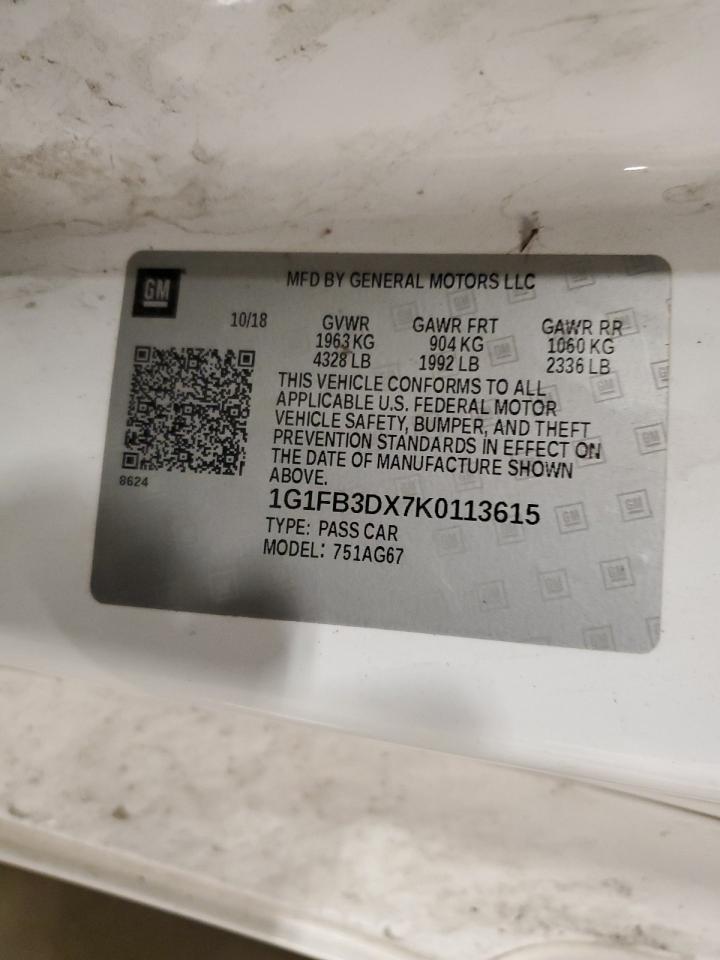 GM
MFD BY GENERAL MOTORS LLC
10/18 GVWR GAWR FRT GAWR RR
1963 KG 904 KG 1060 KG
4328 LB 1992 LB 2336 LB
THIS VEHICLE CONFORMS TO ALL
APPLICABLE U.S. FEDERAL MOTOR
VEHICLE SAFETY, BUMPER, AND THEFT
PREVENTION STANDARDS IN EFFECT ON
THE DATE OF MANUFACTURE SHOWN
ABOVE.
8624
1G1FB3DX7K0113615
TYPE: PASS CAR
MODEL: 751AG67